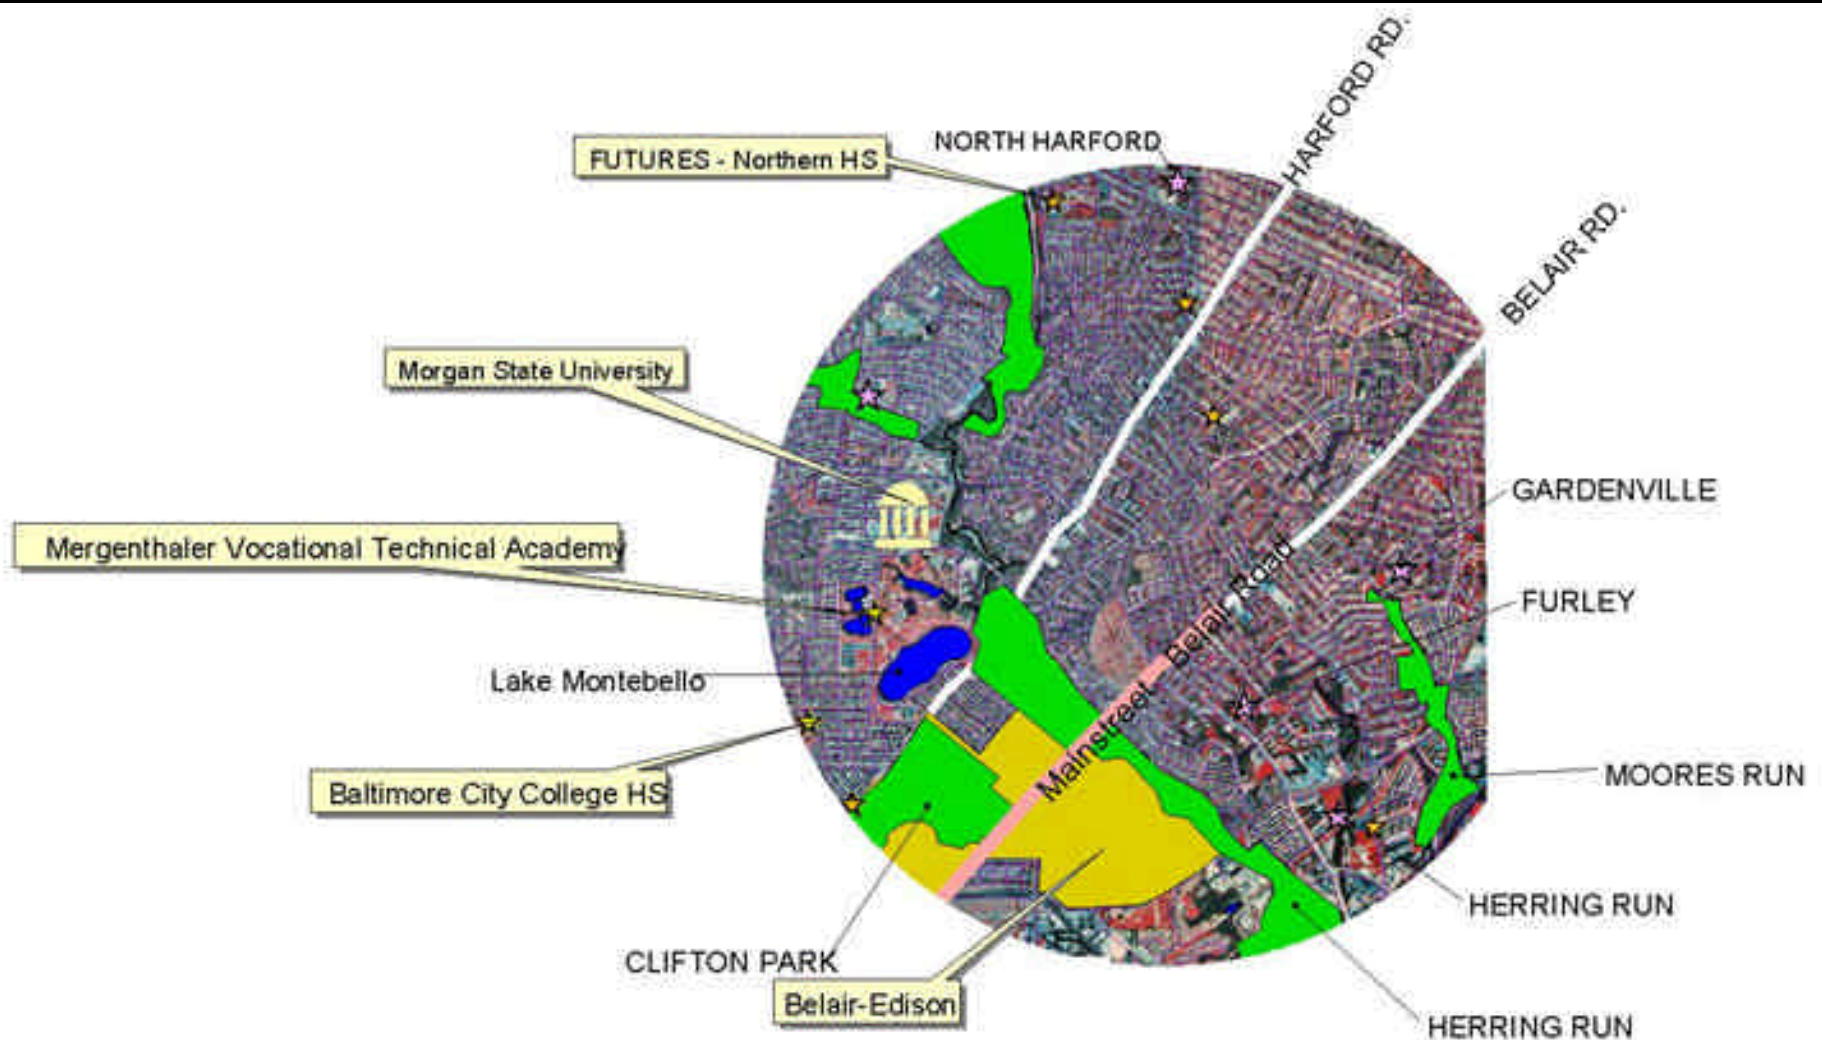 HARFORD RD.
NORTH HARFORD
FUTURES - Northern HS
BELAIR RD.
Morgan State University
GARDENVILLE
Mergenthaler Vocational Technical Academy
FURLEY
Lake Montebello
Mainstreet Belair Road
MOORES RUN
Baltimore City College HS
HERRING RUN
CLIFTON PARK
Belair-Edison
HERRING RUN